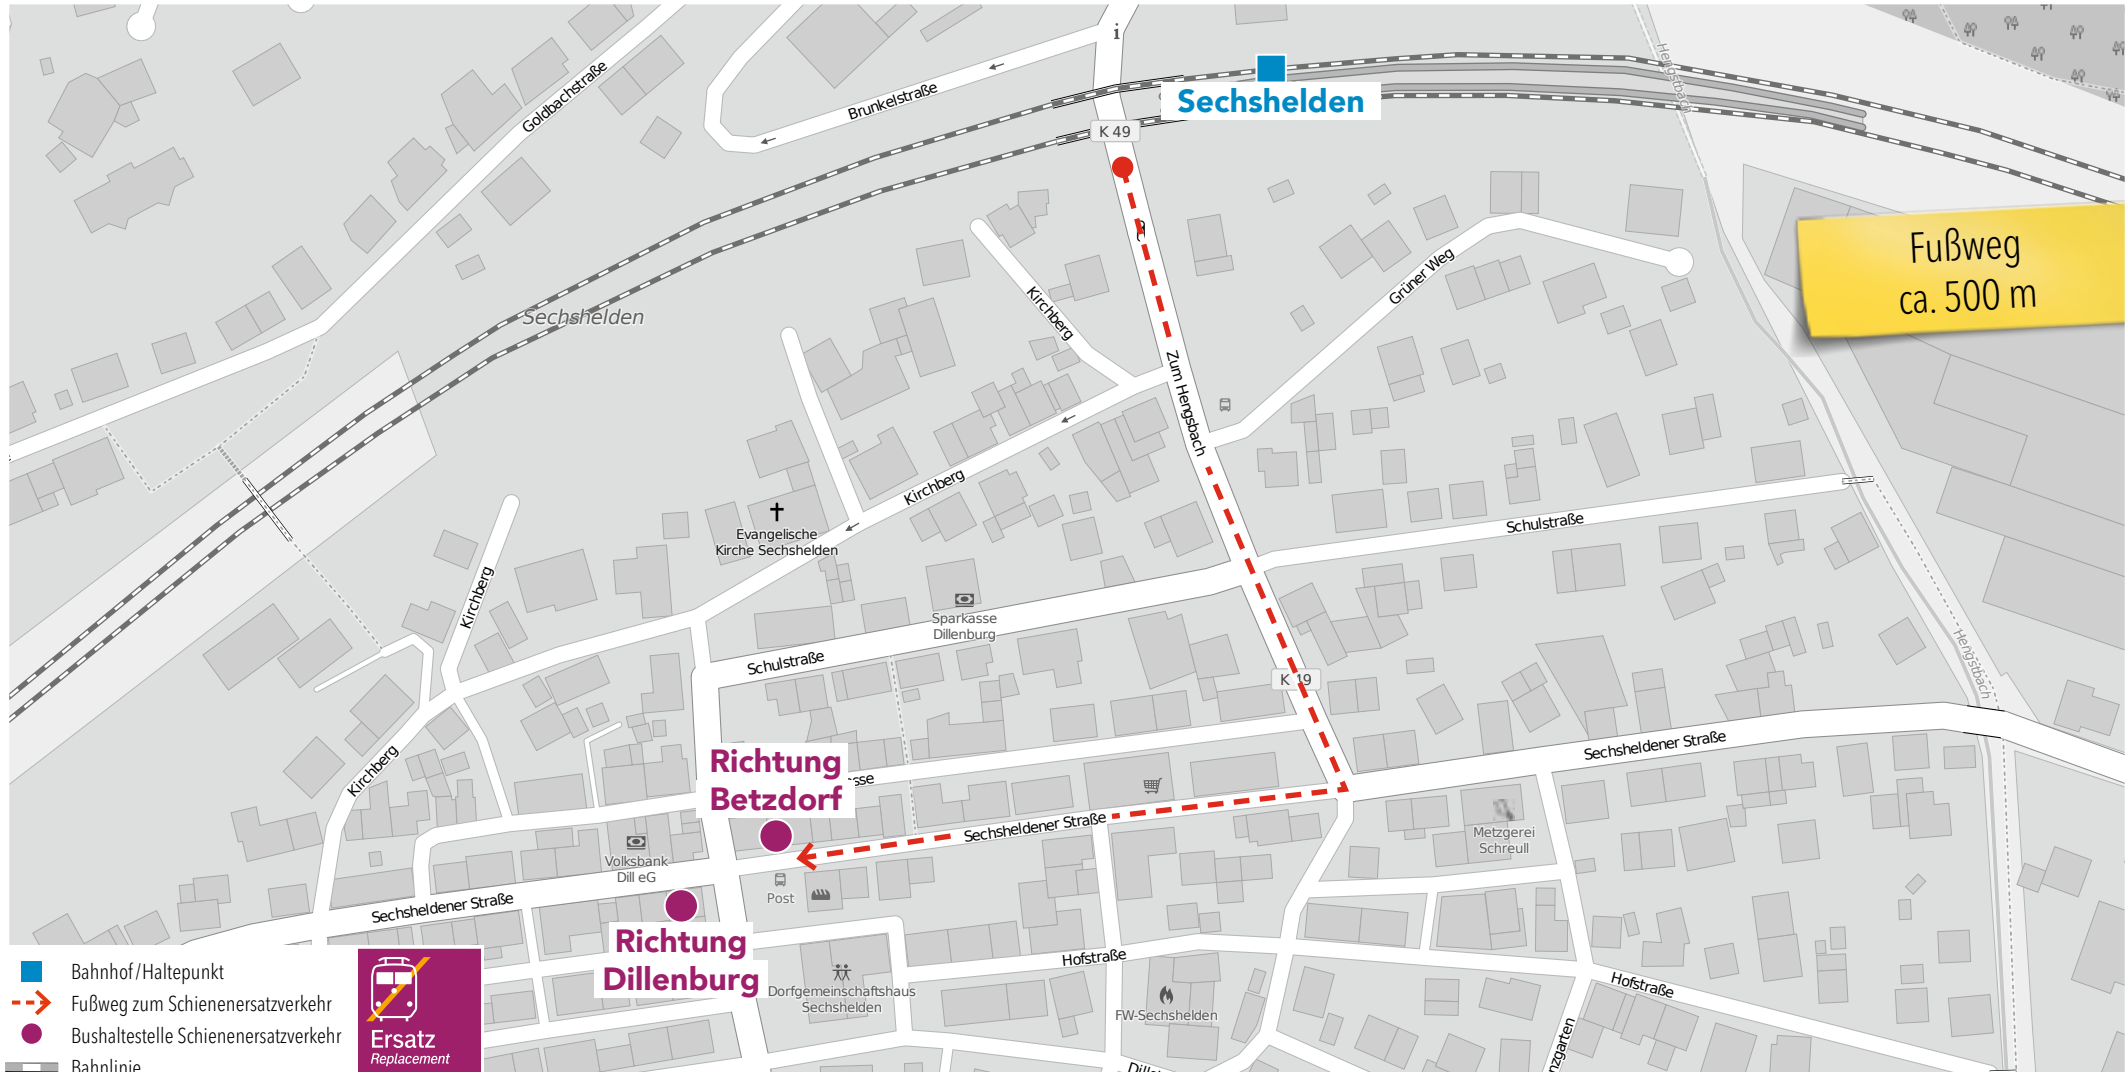 i
Goldbachstraße
Brunkelstraße
Sechshelden
Hengstbach
K 49
Fußweg
ca. 500 m
Grüner Weg
Kirchberg
Sechshelden
Zum Hengsbach
Kirchberg
Evangelische
Kirche Sechshelden
Schulstraße
Kirchberg
Sparkasse
Dillenburg
Schulstraße
Hengstbach
K 49
Kirchberg
Richtung
Betzdorf
sse
Sechsheldener Straße
Sechsheldener Straße
Metzgerei
Schreull
Volksbank
Dill eG
Post
Sechsheldener Straße
Richtung
Dillenburg
Hofstraße
Dorfgemeinschaftshaus
Sechshelden
FW-Sechshelden
Hofstraße
nzgarten
Bahnhof/Haltepunkt
Fußweg zum Schienenersatzverkehr
Bushaltestelle Schienenersatzverkehr
Bahnlinie
Ersatz
Replacement